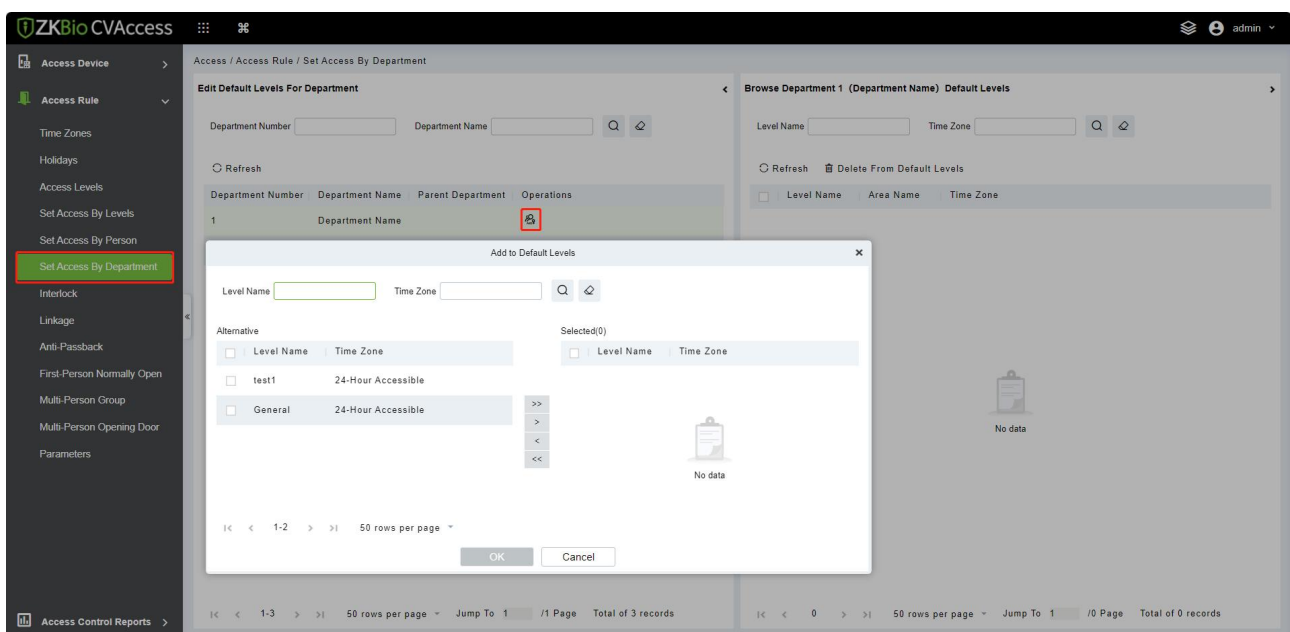 ZKBio CVAccess
admin
Access Device
Access Rule
Time Zones
Holidays
Access Levels
Set Access By Levels
Set Access By Person
Set Access By Department
Interlock
Linkage
Anti-Passback
First-Person Normally Open
Multi-Person Group
Multi-Person Opening Door
Parameters
Access Control Reports
Access / Access Rule / Set Access By Department
Edit Default Levels For Department
Department Number Department Name
Refresh
Department Number Department Name Parent Department Operations
1 Department Name
Browse Department 1 (Department Name) Default Levels
Level Name Time Zone
Refresh Delete From Default Levels
Level Name Area Name Time Zone
No data
Add to Default Levels
Level Name Time Zone
Alternative
Level Name Time Zone
test1 24-Hour Accessible
General 24-Hour Accessible
>>
>
<
<<
Selected(0)
Level Name Time Zone
No data
|< < 1-2 > >| 50 rows per page
OK Cancel
|< < 1-3 > >| 50 rows per page Jump To 1 /1 Page Total of 3 records
|< < 0 > >| 50 rows per page Jump To 1 /0 Page Total of 0 records